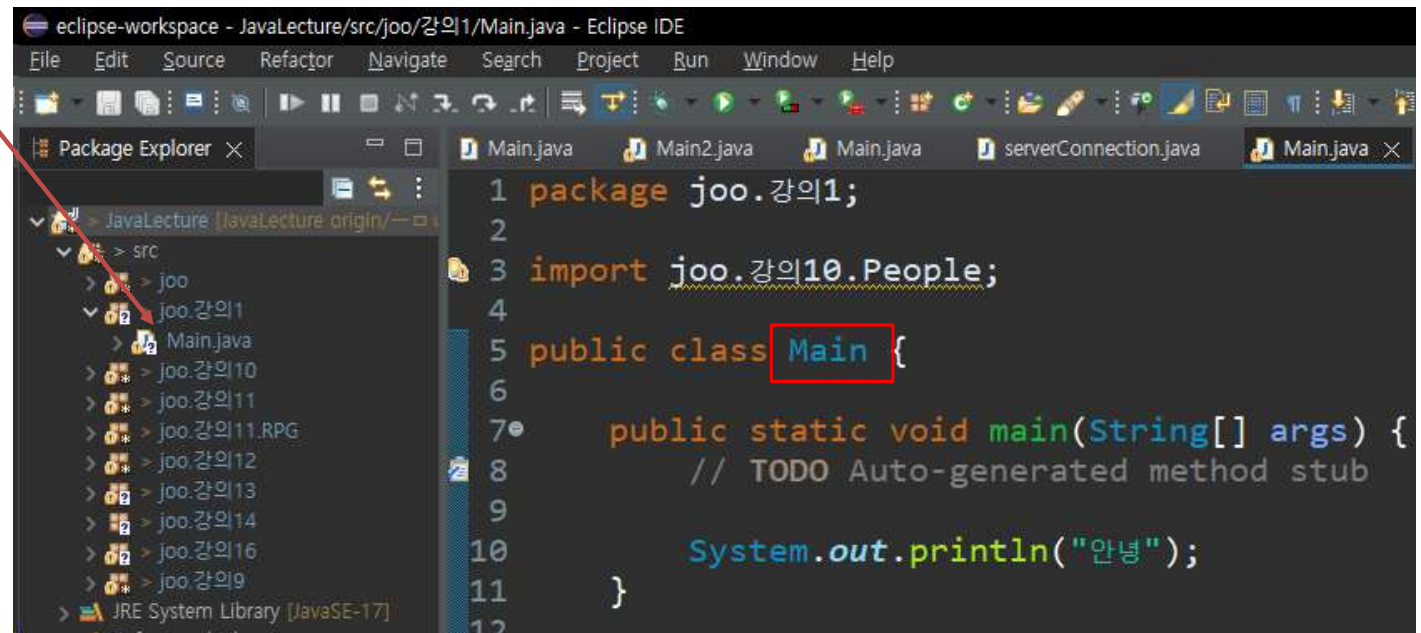 eclipse-workspace - JavaLecture/src/joo/강의1/Main.java - Eclipse IDE
File Edit Source Refactor Navigate Search Project Run Window Help
Package Explorer
Main.java Main2.java Main.java serverConnection.java Main.java
> JavaLecture [JavaLecture origin/
> src
> joo
joo.강의1
Main.java
> joo.강의10
> joo.강의11
> joo.강의11.RPG
> joo.강의12
> joo.강의13
> joo.강의14
> joo.강의16
> joo.강의9
JRE System Library [JavaSE-17]
1 package joo.강의1;
2
3 import joo.강의10.People;
4
5 public class Main {
6
7 public static void main(String[] args) {
8 // TODO Auto-generated method stub
9
10 System.out.println("안녕");
11 }
12